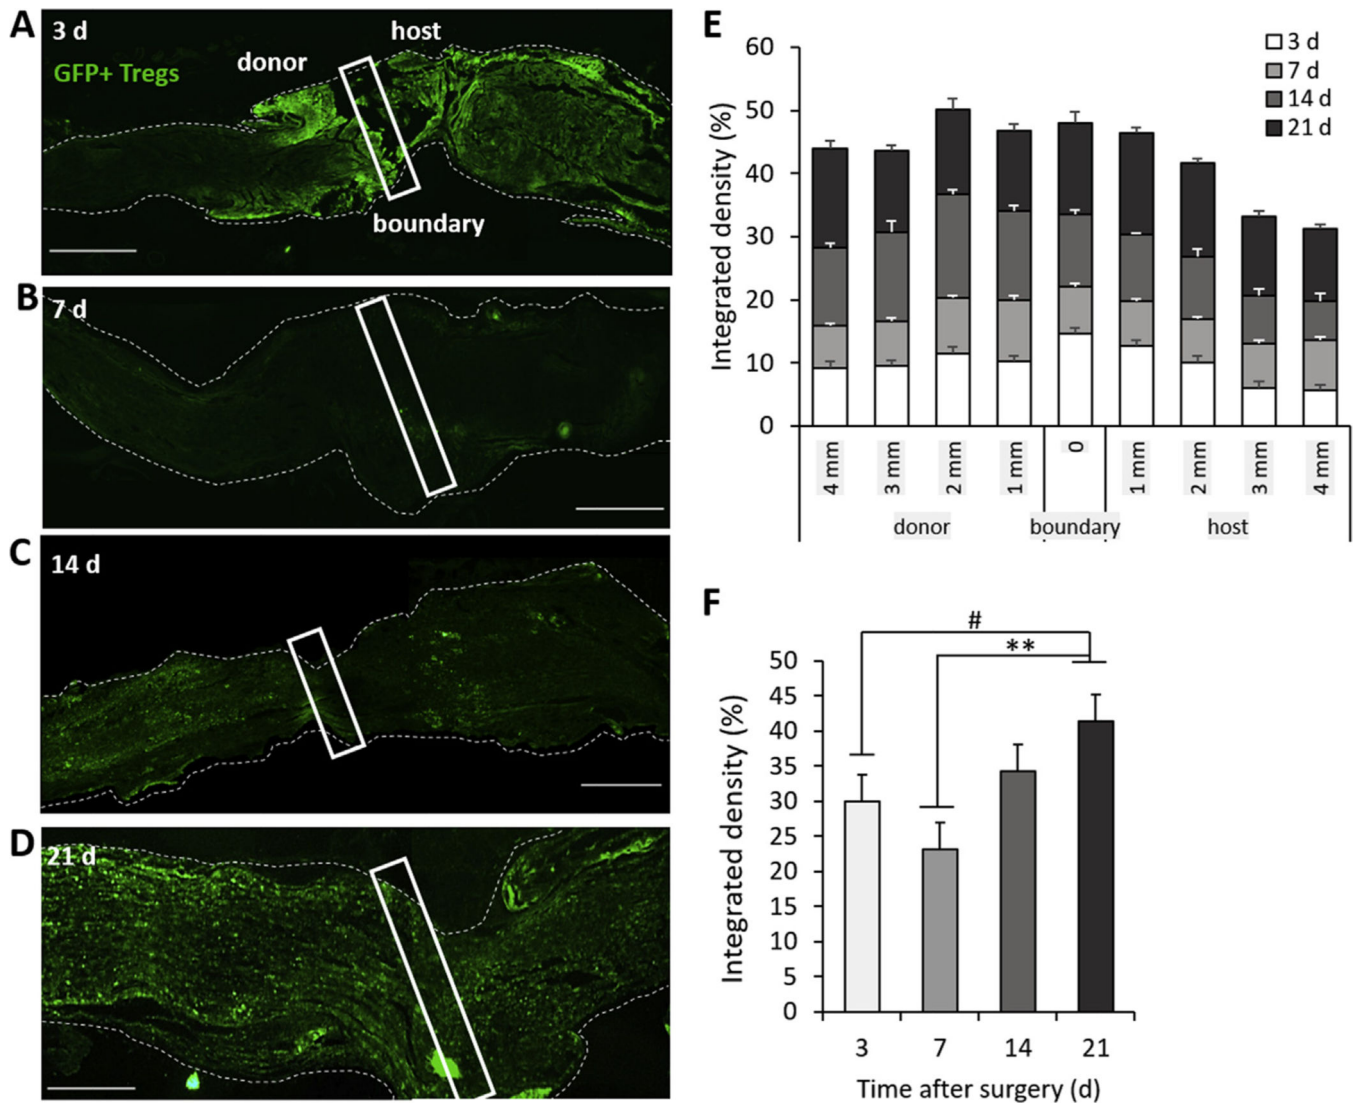 A
3 d
GFP+ Tregs
donor
host
boundary
B
7 d
C
14 d
D
21 d
E
Integrated density (%)
60
50
40
30
20
10
0
3 d
7 d
14 d
21 d
4 mm
3 mm
2 mm
1 mm
0
1 mm
2 mm
3 mm
4 mm
donor
boundary
host
F
#
**
Integrated density (%)
50
45
40
35
30
25
20
15
10
5
0
3
7
14
21
Time after surgery (d)